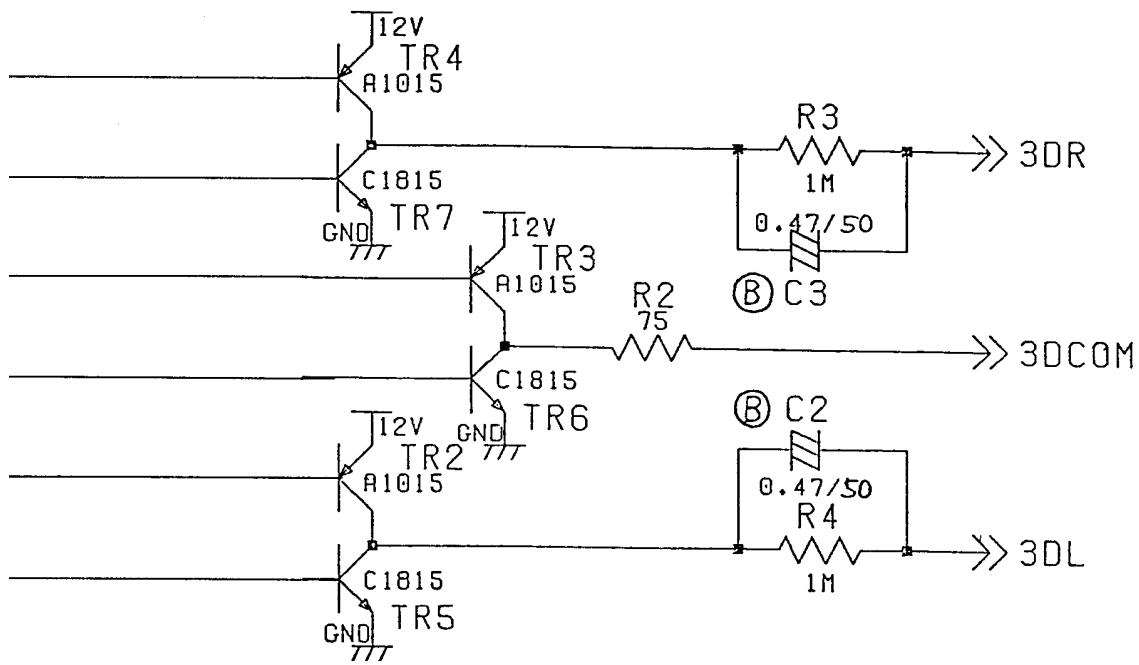 12V
TR4
A1015
R3
3DR
1M
C1815
0.47/50
TR7
GND
12V
TR3
A1015
B C3
R2
75
3DCOM
C1815
B C2
TR6
12V
GND
TR2
A1015
0.47/50
R4
3DL
C1815
1M
TR5
GND